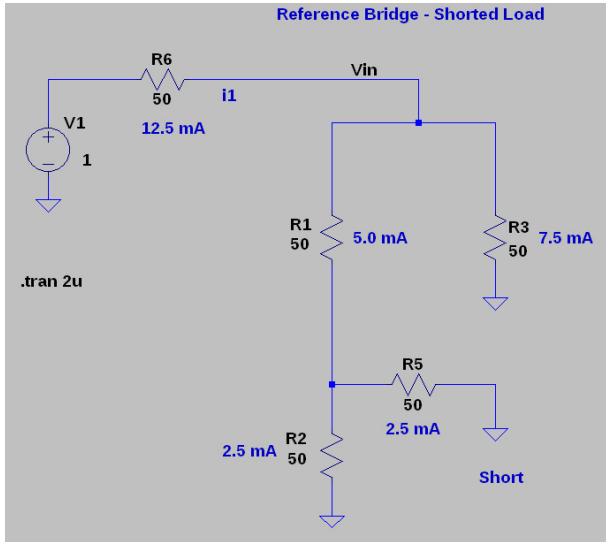 Reference Bridge - Shorted Load
R6
50
i1
Vin
12.5 mA
V1
1
R1
50
5.0 mA
R3
50
7.5 mA
.tran 2u
R5
50
2.5 mA
R2
50
2.5 mA
Short